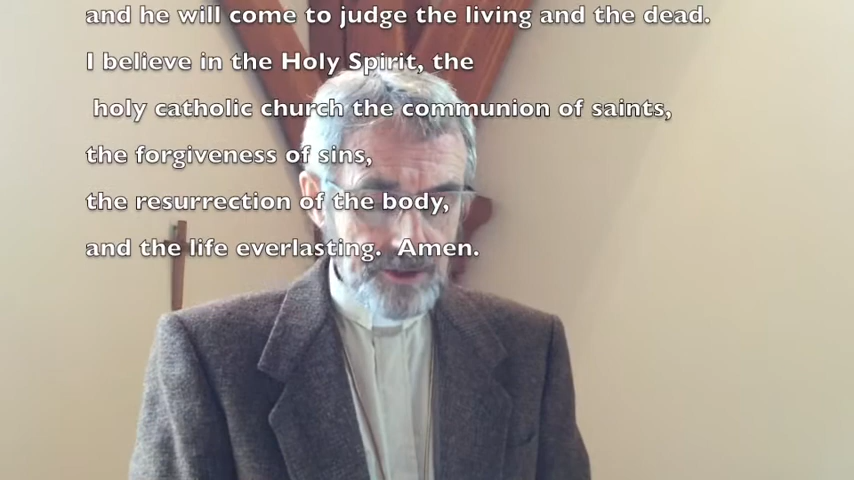 and he will come to judge the living and the dead.
I believe in the Holy Spirit, the
holy catholic church the communion of saints,
the forgiveness of sins,
the resurrection of the body,
and the life everlasting.  Amen.